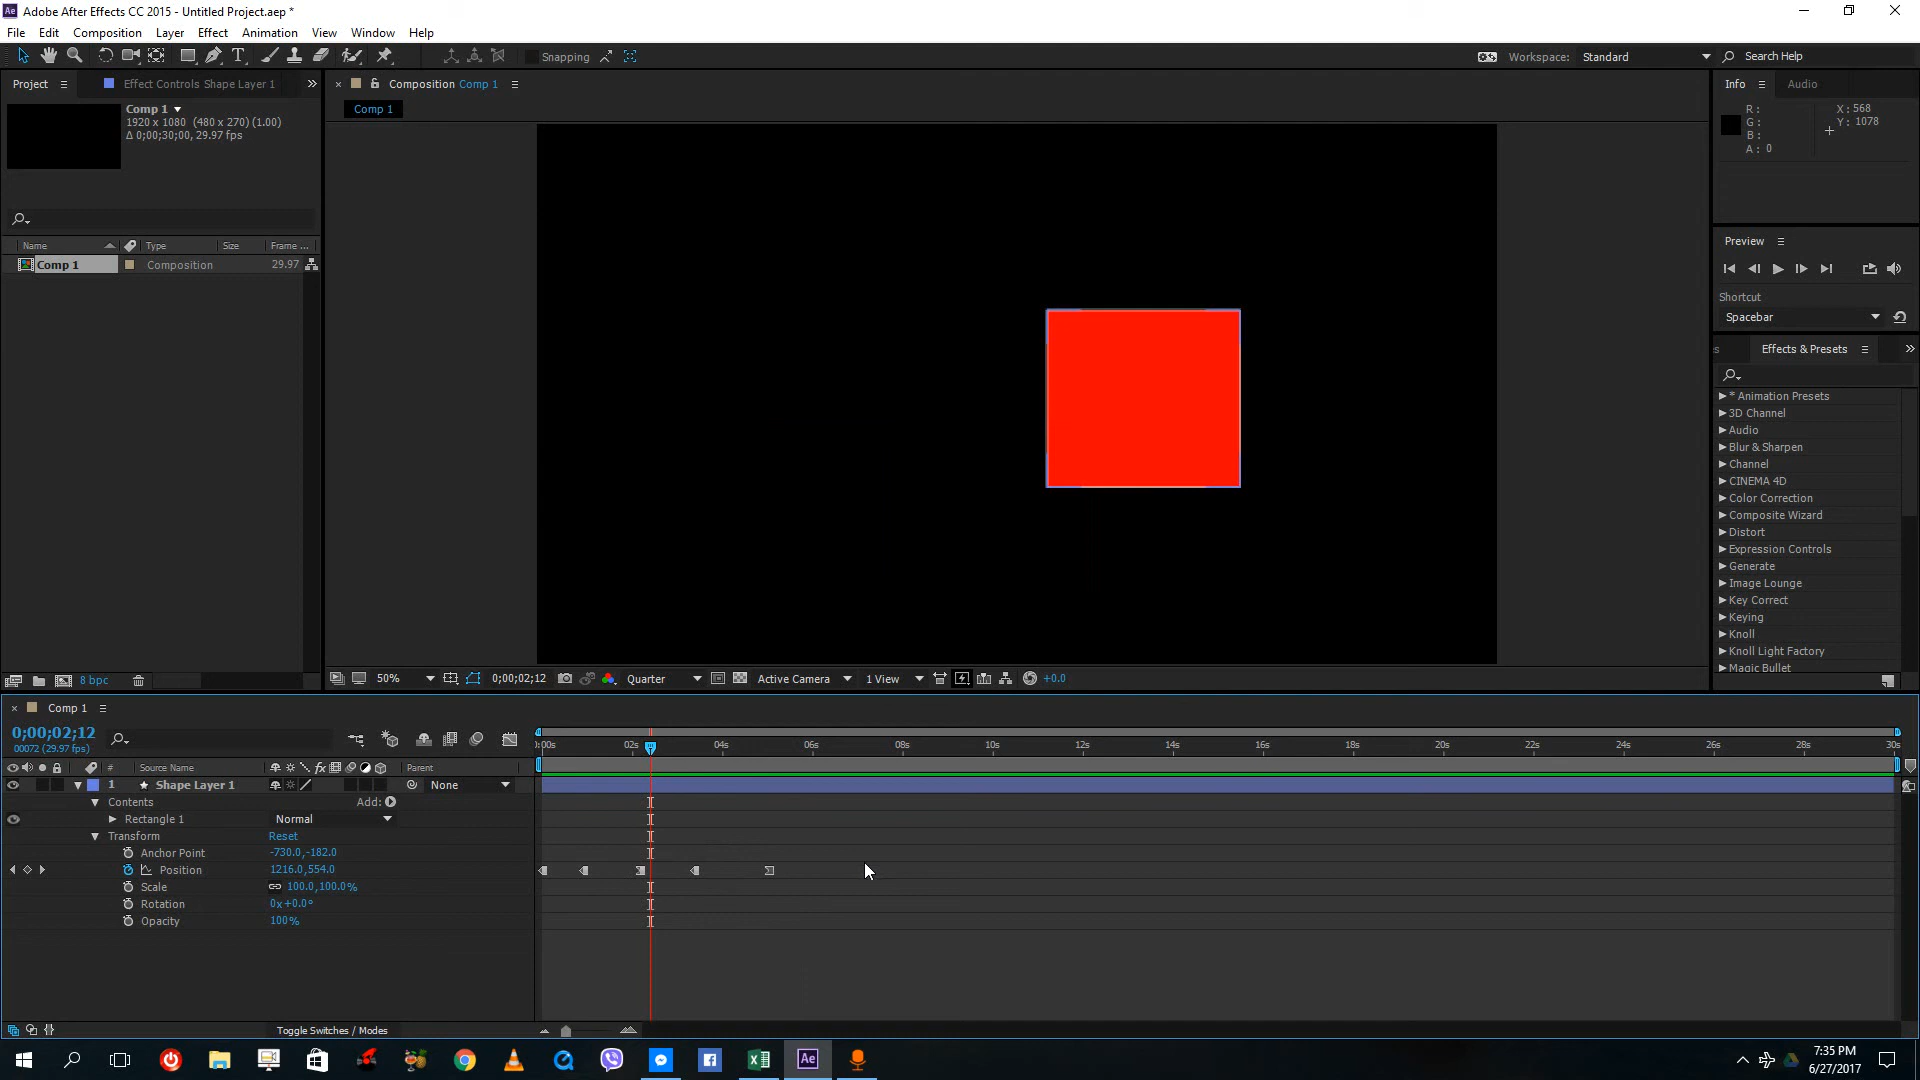 Ae Adobe After Effects CC 2015 - Untitled Project.aep *
File Edit Composition Layer Effect Animation View Window Help
T Snapping Workspace: Standard Search Help
Project Effect Controls Shape Layer 1
Comp 1
1920 x 1080 (480 x 270) (1.00)
Δ 0;00;30;00, 29.97 fps
Name Type Size Frame ...
Comp 1 Composition 29.97
8 bpc
Composition Comp 1
Comp 1
50% 0;00;02;12 Quarter Active Camera 1 View +0.0
Info Audio
R:
G:
B:
A: 0
X: 568
Y: 1078
Preview
Shortcut
Spacebar
s Effects & Presets
* Animation Presets
3D Channel
Audio
Blur & Sharpen
Channel
CINEMA 4D
Color Correction
Composite Wizard
Distort
Expression Controls
Generate
Image Lounge
Key Correct
Keying
Knoll
Knoll Light Factory
Magic Bullet
Comp 1
0;00;02;12
00072 (29.97 fps)
:00s 02s 04s 06s 08s 10s 12s 14s 16s 18s 20s 22s 24s 26s 28s 30s
# Source Name fx Parent
1 Shape Layer 1 None
Contents Add:
Rectangle 1 Normal
Transform Reset
Anchor Point -730.0,-182.0
Position 1216.0,554.0
Scale 100.0,100.0%
Rotation 0x+0.0°
Opacity 100%
Toggle Switches / Modes
Ae
7:35 PM
6/27/2017